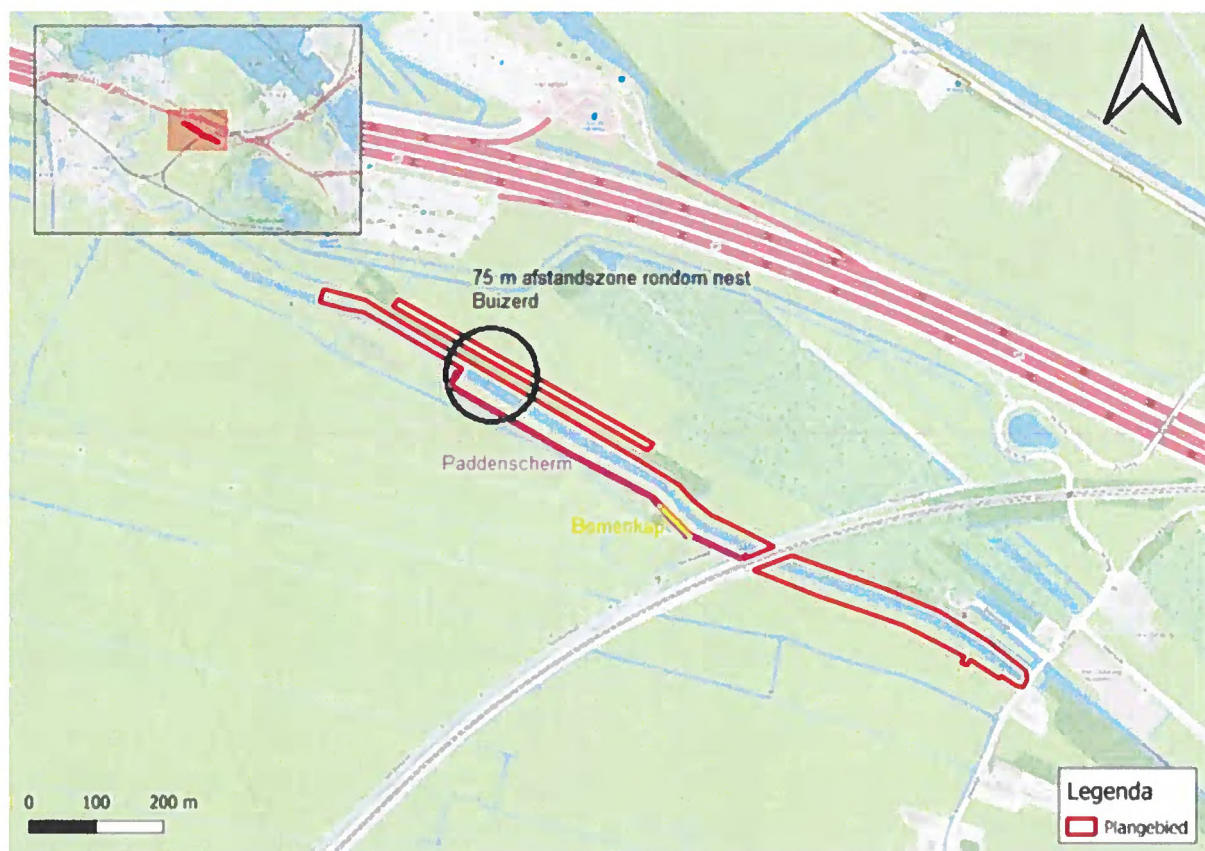 75 m afstandszone rondom nest
Buizerd
Paddenscherm
Bomenkap
0 100 200 m
Legenda
Plangebied